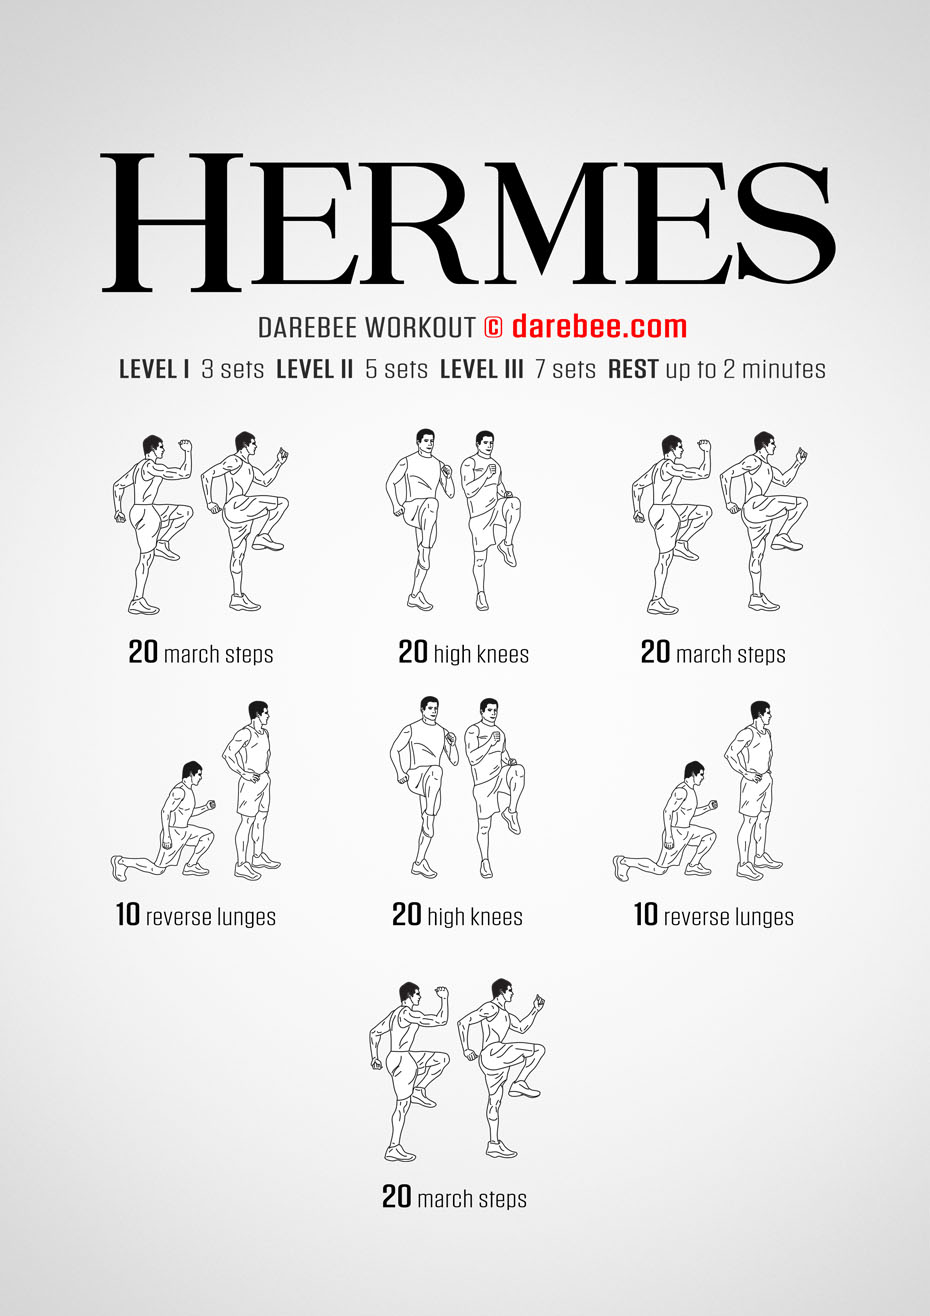 HERMES
DAREBEE WORKOUT © darebee.com
LEVEL I 3 sets LEVEL II 5 sets LEVEL III 7 sets REST up to 2 minutes
20 march steps
20 high knees
20 march steps
10 reverse lunges
20 high knees
10 reverse lunges
20 march steps